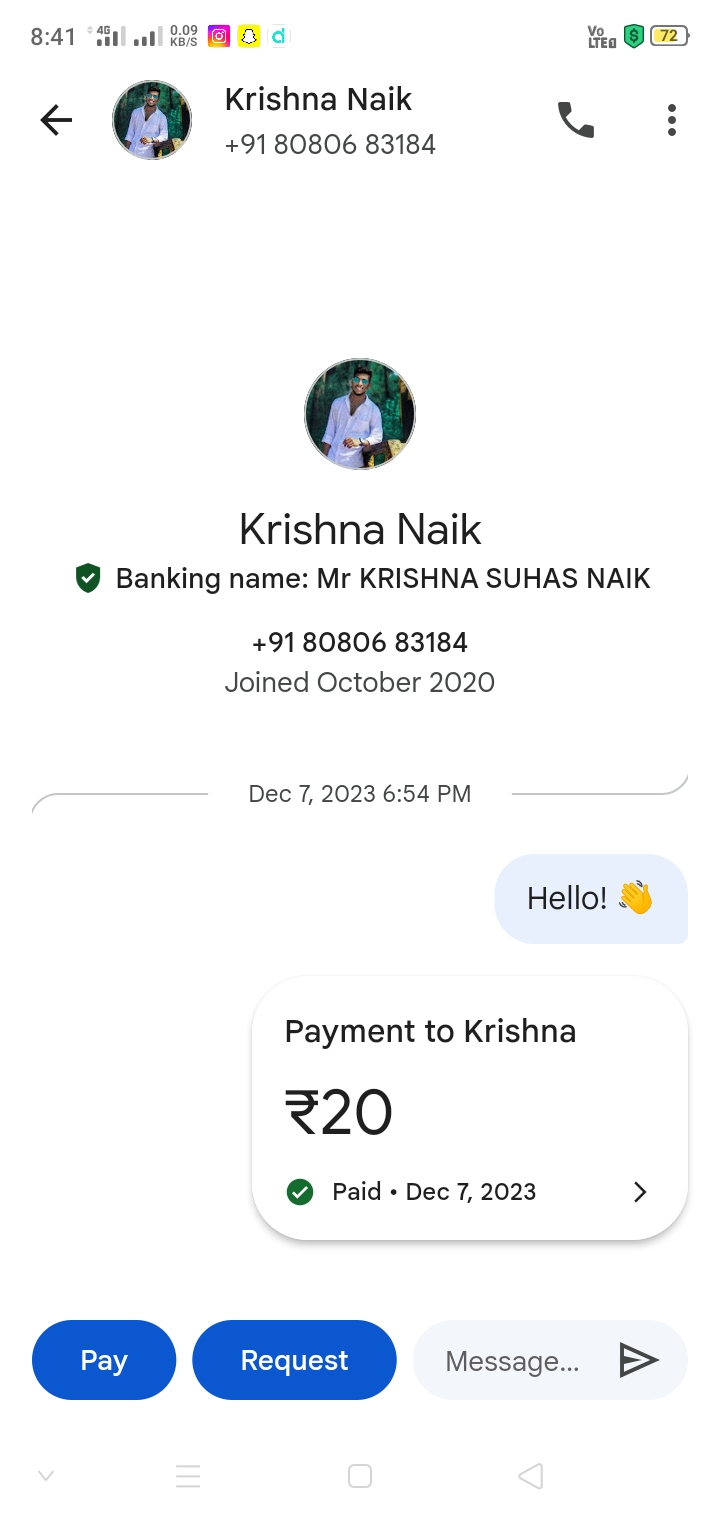 8:41 4G 0.09 KB/S Vo LTE 72
Krishna Naik
+91 80806 83184
Krishna Naik
Banking name: Mr KRISHNA SUHAS NAIK
+91 80806 83184
Joined October 2020
Dec 7, 2023 6:54 PM
Hello! 👋
Payment to Krishna
₹20
Paid • Dec 7, 2023
Pay Request Message...